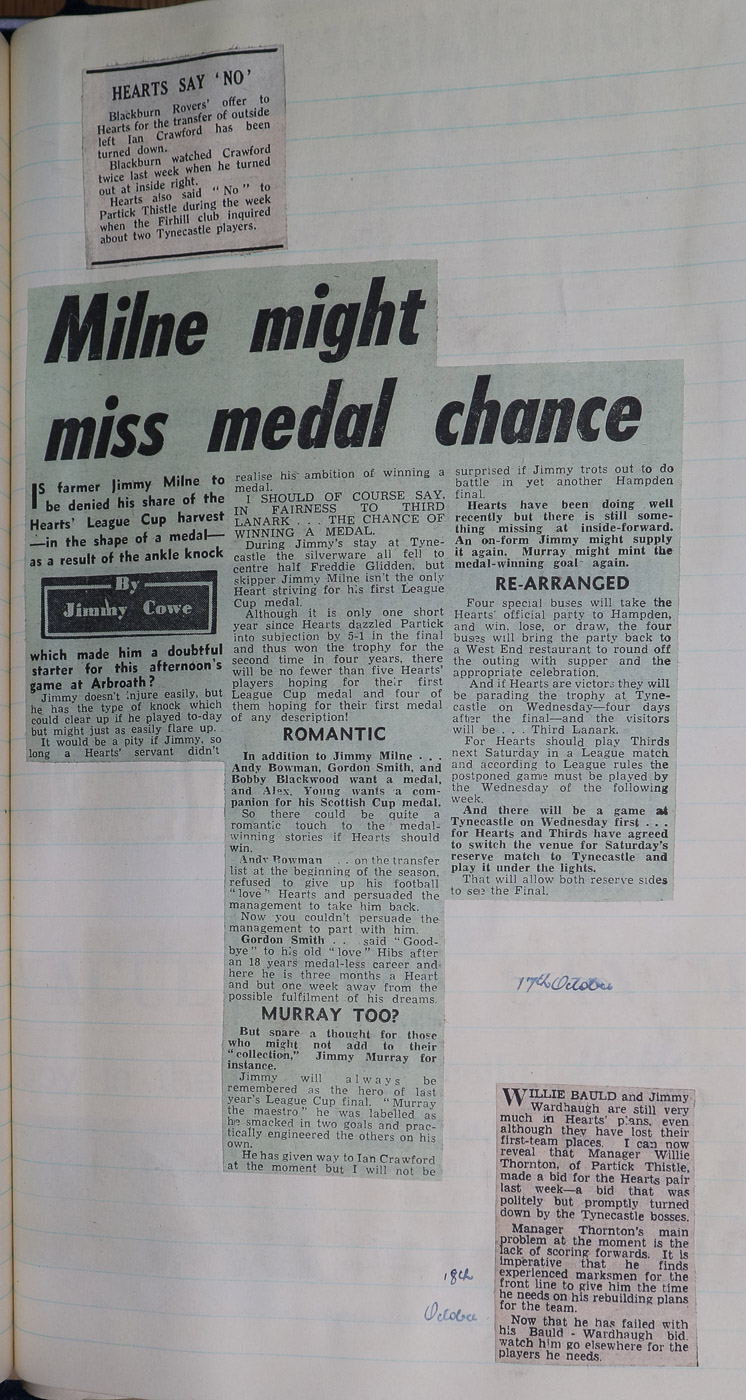 HEARTS SAY 'NO'
Blackburn Rovers' offer to
Hearts for the transfer of outside
left Ian Crawford has been
turned down.
Blackburn watched Crawford
twice last week when he turned
out at inside right.
Hearts also said "No" to
Partick Thistle during the week
when the Firhill club inquired
about two Tynecastle players.
Milne might
miss medal chance
IS farmer Jimmy Milne to
be denied his share of the
Hearts' League Cup harvest
—in the shape of a medal—
as a result of the ankle knock
By
Jimmy Cowe
which made him a doubtful
starter for this afternoon's
game at Arbroath?
Jimmy doesn't injure easily, but
he has the type of knock which
could clear up if he played to-day
but might just as easily flare up.
It would be a pity if Jimmy, so
long a Hearts' servant didn't
realise his ambition of winning a
medal.
I SHOULD OF COURSE SAY,
IN FAIRNESS TO THIRD
LANARK . . . THE CHANCE OF
WINNING A MEDAL.
During Jimmy's stay at Tyne-
castle the silverware all fell to
centre half Freddie Glidden, but
skipper Jimmy Milne isn't the only
Heart striving for his first League
Cup medal.
Although it is only one short
year since Hearts dazzled Partick
into subjection by 5-1 in the final
and thus won the trophy for the
second time in four years, there
will be no fewer than five Hearts'
players hoping for their first
League Cup medal and four of
them hoping for their first medal
of any description!
ROMANTIC
In addition to Jimmy Milne . . .
Andy Bowman, Gordon Smith, and
Bobby Blackwood want a medal,
and Alex. Young wants a com-
panion for his Scottish Cup medal.
So there could be quite a
romantic touch to the medal-
winning stories if Hearts should
win.
Andy Bowman . . on the transfer
list at the beginning of the season,
refused to give up his football
"love" Hearts and persuaded the
management to take him back.
Now you couldn't persuade the
management to part with him.
Gordon Smith . . said "Good-
bye" to his old "love" Hibs after
an 18 years medal-less career and
here he is three months a Heart
and but one week away from the
possible fulfilment of his dreams.
MURRAY TOO?
But spare a thought for those
who might not add to their
"collection," Jimmy Murray for
instance.
Jimmy will always be
remembered as the hero of last
year's League Cup final. "Murray
the maestro" he was labelled as
he smacked in two goals and prac-
tically engineered the others on his
own.
He has given way to Ian Crawford
at the moment but I will not be
surprised if Jimmy trots out to do
battle in yet another Hampden
final.
Hearts have been doing well
recently but there is still some-
thing missing at inside-forward.
An on-form Jimmy might supply
it again. Murray might mint the
medal-winning goal again.
RE-ARRANGED
Four special buses will take the
Hearts' official party to Hampden,
and win, lose, or draw, the four
buses will bring the party back to
a West End restaurant to round off
the outing with supper and the
appropriate celebration.
And if Hearts are victors they will
be parading the trophy at Tyne-
castle on Wednesday—four days
after the final—and the visitors
will be . . . Third Lanark.
For Hearts should play Thirds
next Saturday in a League match
and according to League rules the
postponed game must be played by
the Wednesday of the following
week.
And there will be a game at
Tynecastle on Wednesday first . . .
for Hearts and Thirds have agreed
to switch the venue for Saturday's
reserve match to Tynecastle and
play it under the lights.
That will allow both reserve sides
to see the Final.
17th October
WILLIE BAULD and Jimmy
Wardhaugh are still very
much in Hearts' plans, even
although they have lost their
first-team places. I can now
reveal that Manager Willie
Thornton, of Partick Thistle,
made a bid for the Hearts pair
last week—a bid that was
politely but promptly turned
down by the Tynecastle bosses.
Manager Thornton's main
problem at the moment is the
lack of scoring forwards. It is
imperative that he finds
experienced marksmen for the
front line to give him the time
he needs on his rebuilding plans
for the team.
Now that he has failed with
his Bauld - Wardhaugh bid,
watch him go elsewhere for the
players he needs.
18th
October